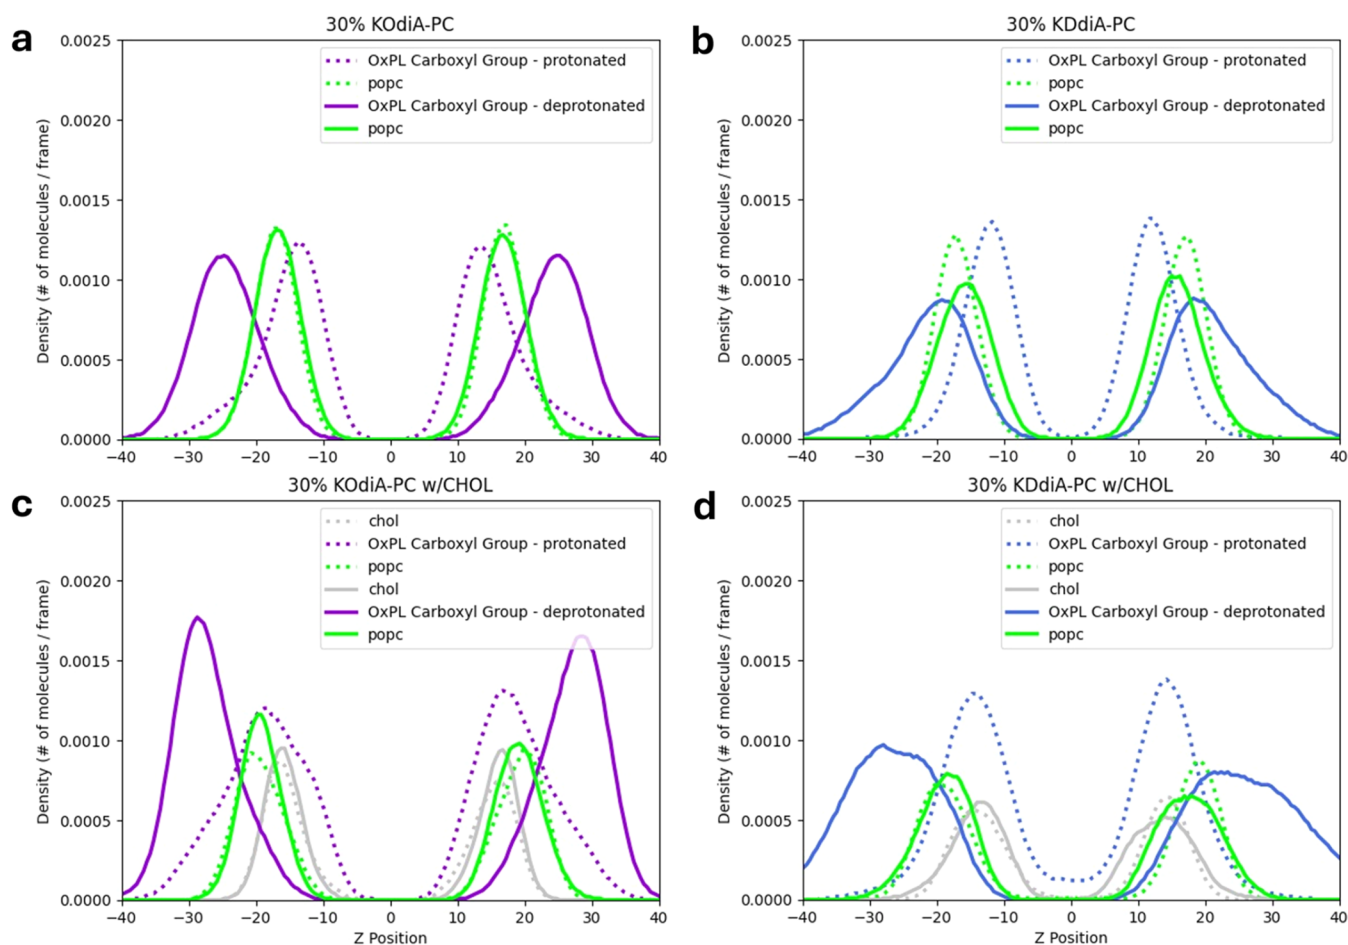 a
30% KOdiA-PC
OxPL Carboxyl Group - protonated
popc
OxPL Carboxyl Group - deprotonated
popc
Density (# of molecules / frame)
0.0025
0.0020
0.0015
0.0010
0.0005
0.0000
−40 −30 −20 −10 0 10 20 30 40
b
30% KDdiA-PC
OxPL Carboxyl Group - protonated
popc
OxPL Carboxyl Group - deprotonated
popc
Density (# of molecules / frame)
0.0025
0.0020
0.0015
0.0010
0.0005
0.0000
−40 −30 −20 −10 0 10 20 30 40
c
30% KOdiA-PC w/CHOL
chol
OxPL Carboxyl Group - protonated
popc
chol
OxPL Carboxyl Group - deprotonated
popc
Density (# of molecules / frame)
0.0025
0.0020
0.0015
0.0010
0.0005
0.0000
−40 −30 −20 −10 0 10 20 30 40
Z Position
d
30% KDdiA-PC w/CHOL
chol
OxPL Carboxyl Group - protonated
popc
chol
OxPL Carboxyl Group - deprotonated
popc
Density (# of molecules / frame)
0.0025
0.0020
0.0015
0.0010
0.0005
0.0000
−40 −30 −20 −10 0 10 20 30 40
Z Position